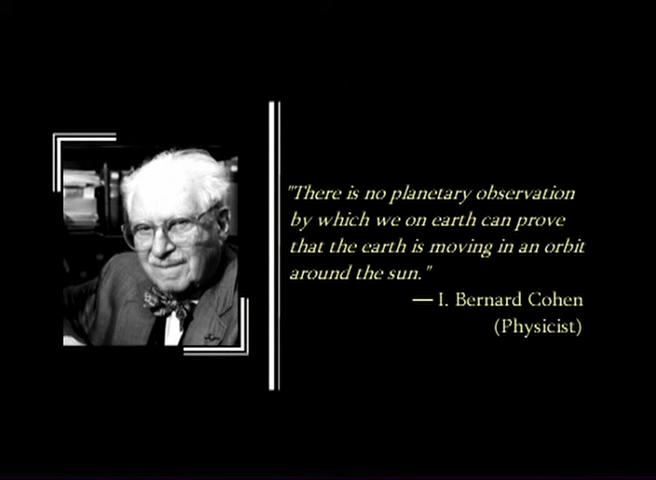 "There is no planetary observation
by which we on earth can prove
that the earth is moving in an orbit
around the sun."
— I. Bernard Cohen
(Physicist)